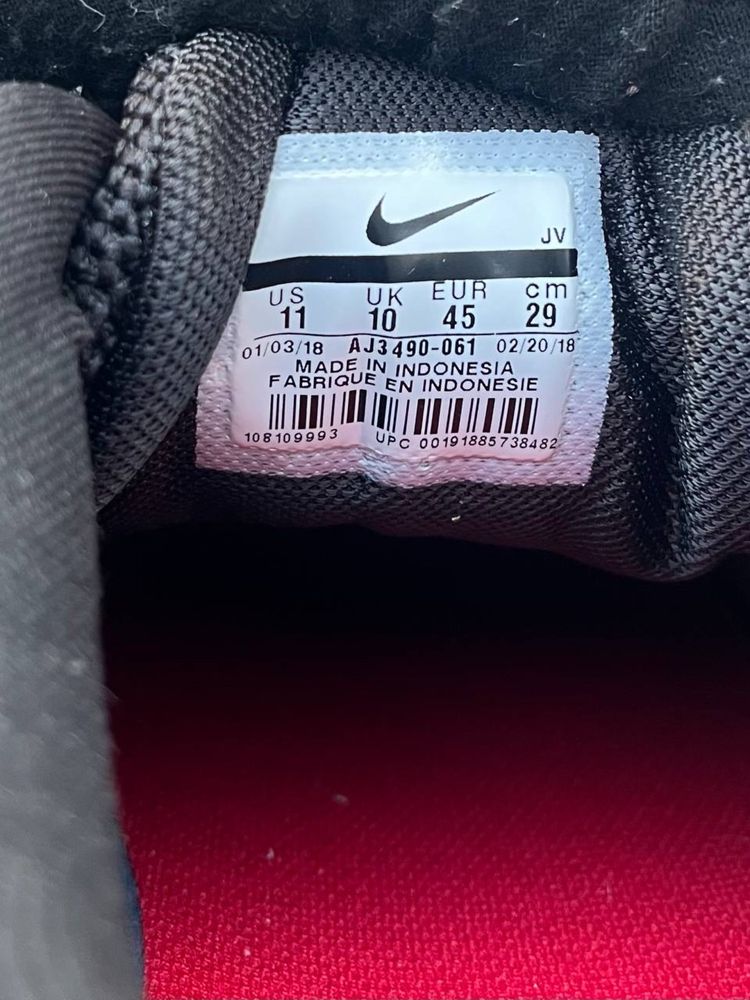 JV
US UK EUR cm
11 10 45 29
01/03/18 AJ3490-061 02/20/18
MADE IN INDONESIA
FABRIQUE EN INDONESIE
108109993 UPC 00191885738482